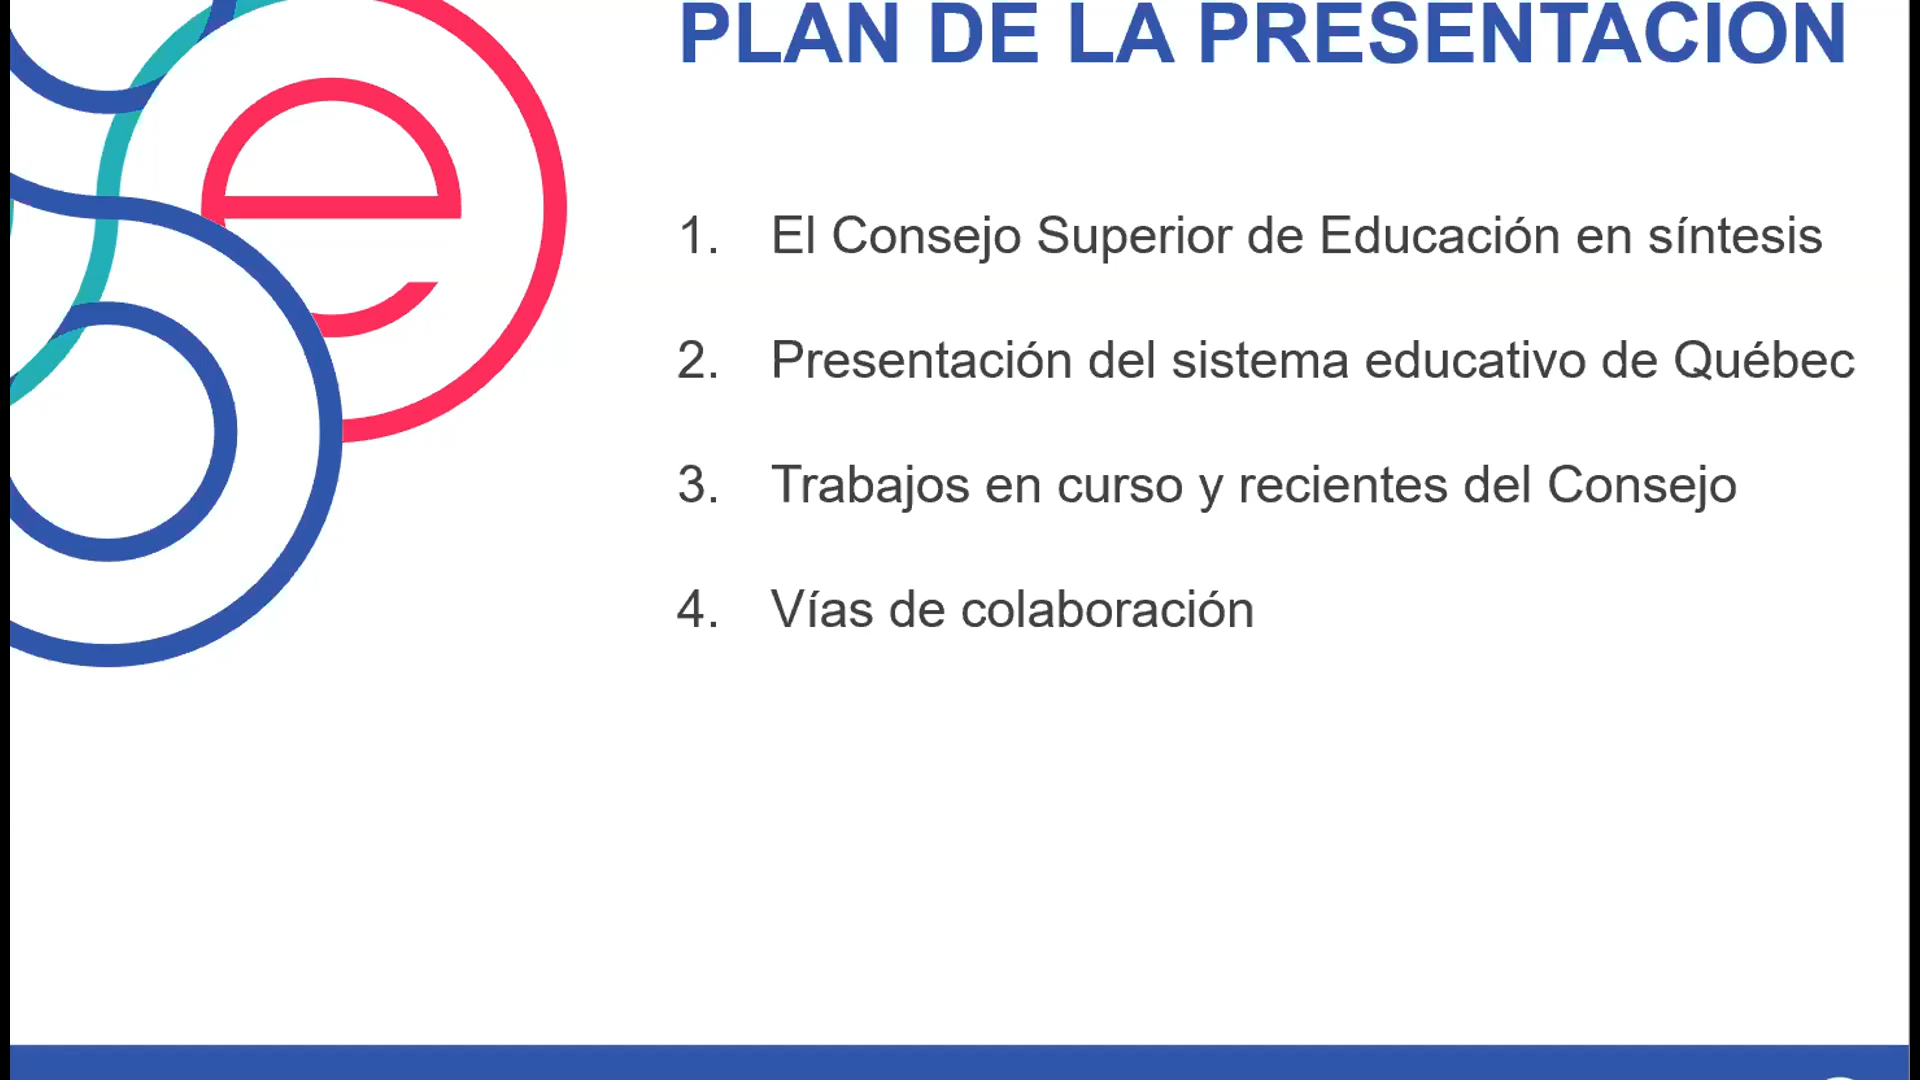 PLAN DE LA PRESENTACIÓN
1. El Consejo Superior de Educación en síntesis
2. Presentación del sistema educativo de Québec
3. Trabajos en curso y recientes del Consejo
4. Vías de colaboración
e